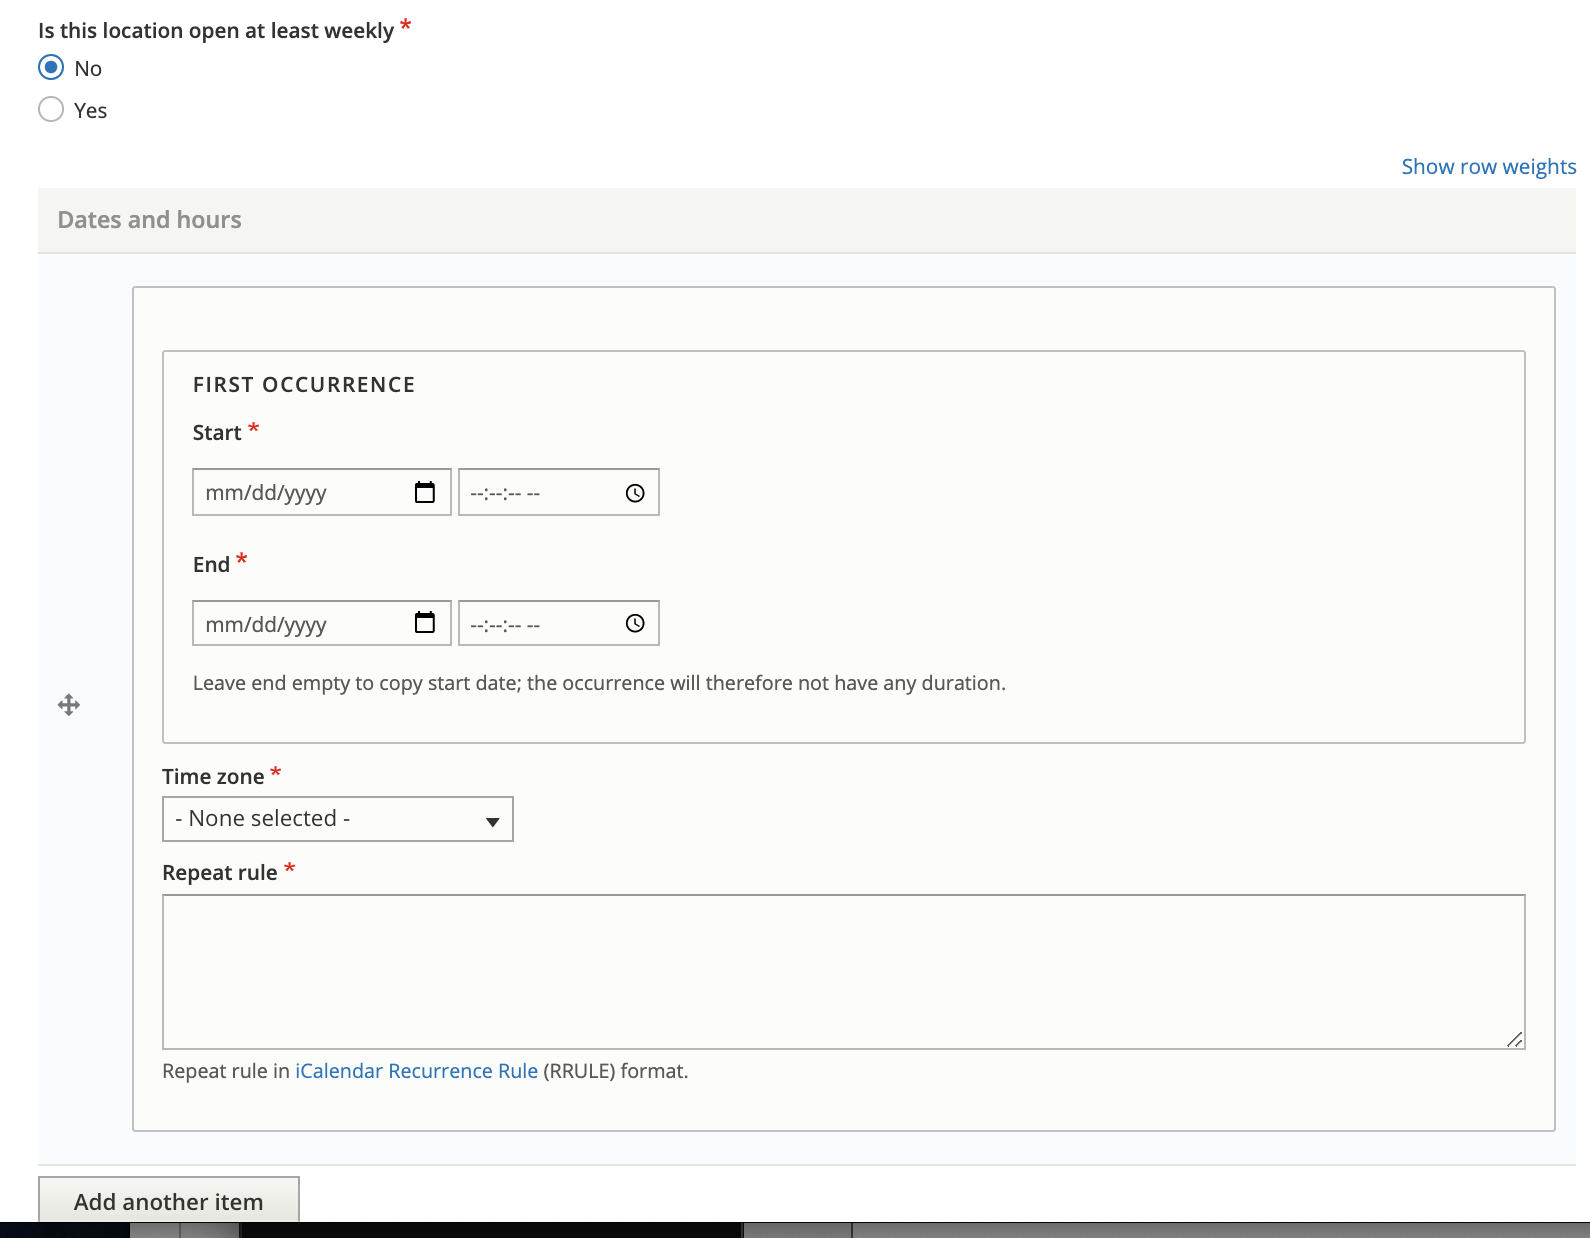 Is this location open at least weekly *
No
Yes
Show row weights
Dates and hours
FIRST OCCURRENCE
Start *
mm/dd/yyyy --:--:-- --
End *
mm/dd/yyyy --:--:-- --
Leave end empty to copy start date; the occurrence will therefore not have any duration.
Time zone *
- None selected -
Repeat rule *
Repeat rule in iCalendar Recurrence Rule (RRULE) format.
Add another item